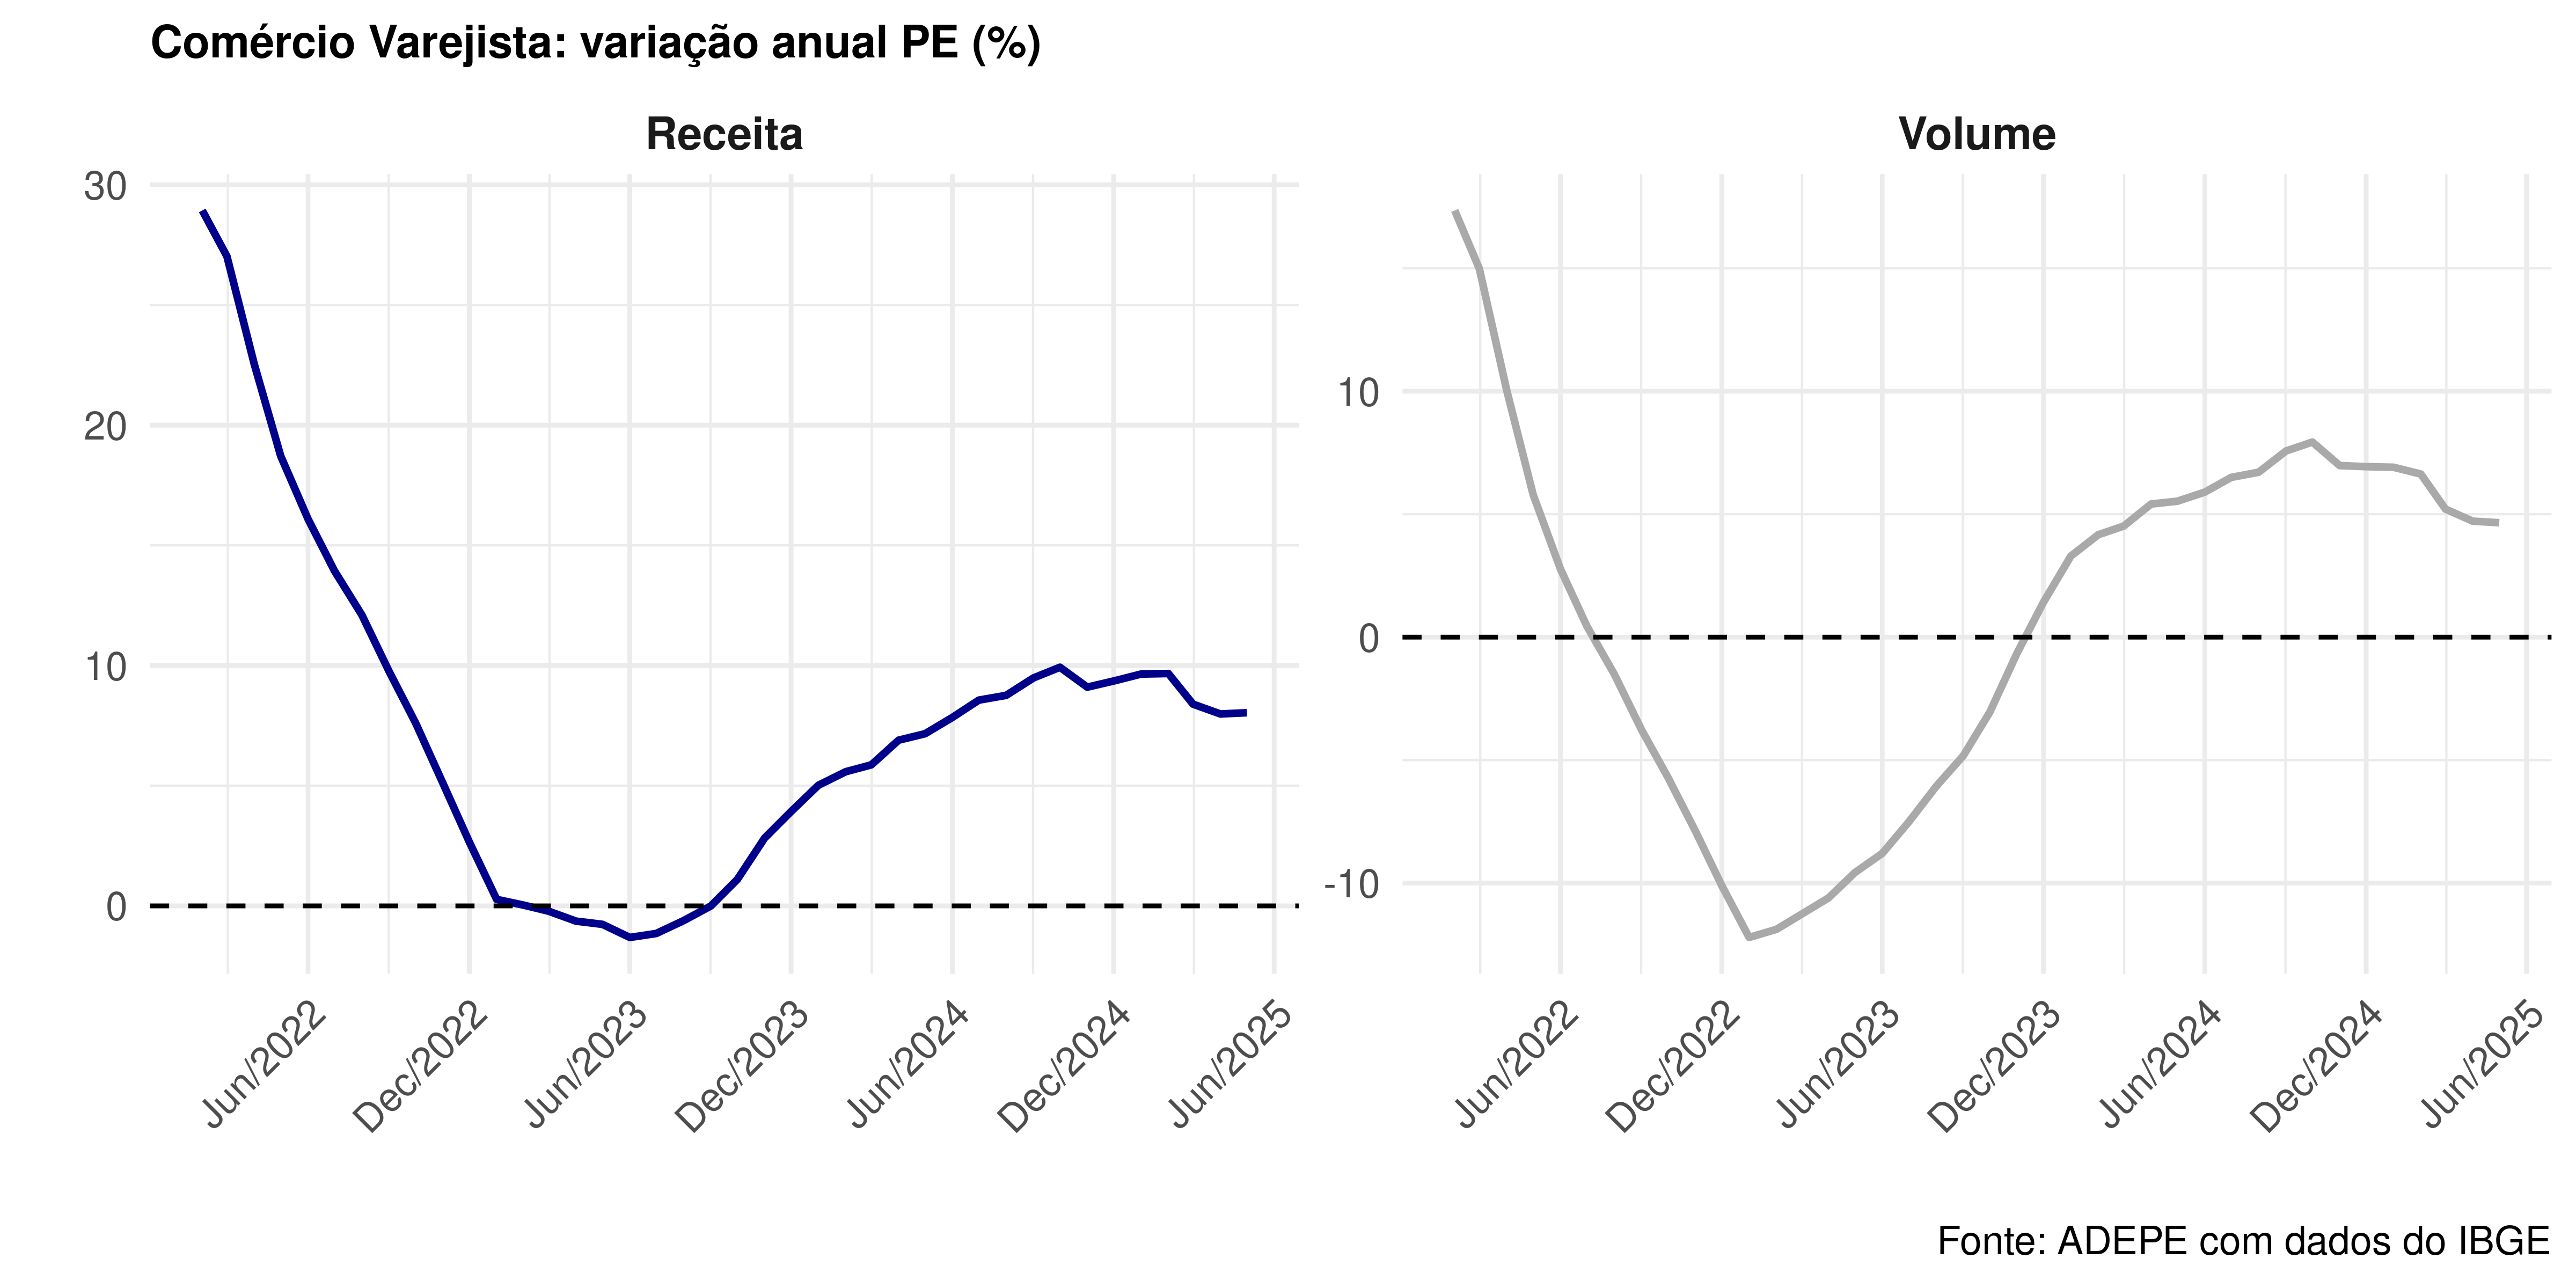 Comércio Varejista: variação anual PE (%)
Receita
30
20
10
0
Jun/2022
Dec/2022
Jun/2023
Dec/2023
Jun/2024
Dec/2024
Jun/2025
Volume
10
0
-10
Jun/2022
Dec/2022
Jun/2023
Dec/2023
Jun/2024
Dec/2024
Jun/2025
Fonte: ADEPE com dados do IBGE